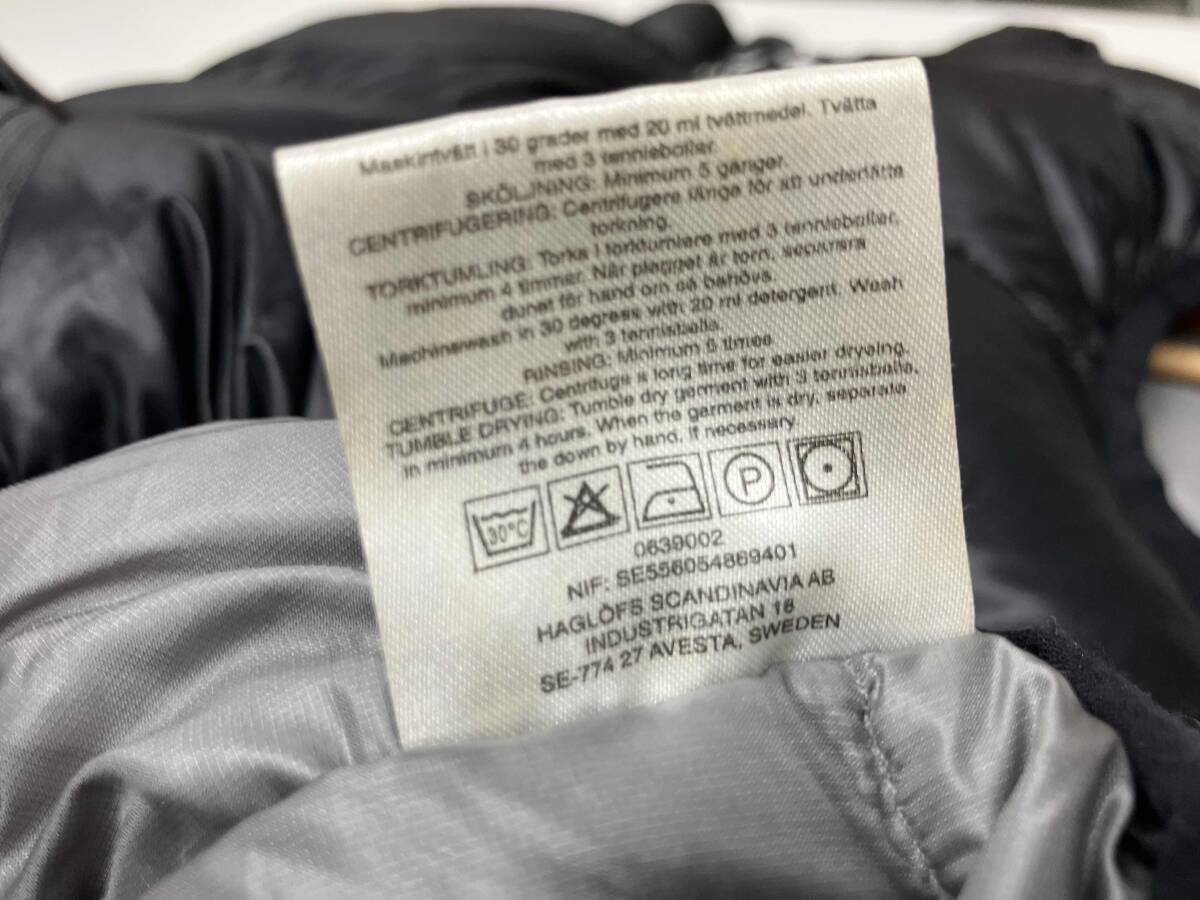 Maskintvätt i 30 grader med 20 ml tvättmedel. Tvätta
med 3 tennisbollar.
SKÖLJNING: Minimum 5 gånger.
CENTRIFUGERING: Centrifugera länge för att underlätta
torkning.
TORKTUMLING: Torka i torktumlare med 3 tennisbollar,
minimum 4 timmar. När plagget är torrt, separera
dunet för hand om så behövs.
Machinewash in 30 degrees with 20 ml detergent. Wash
with 3 tennisballs.
RINSING: Minimum 5 times
CENTRIFUGE: Centrifuge a long time for easier dryeing.
TUMBLE DRYING: Tumble dry garment with 3 tennisballs,
in minimum 4 hours. When the garment is dry, separate
the down by hand, if necessary.
30°C P
0639002
NIF: SE556054869401
HAGLÖFS SCANDINAVIA AB
INDUSTRIGATAN 18
SE-774 27 AVESTA, SWEDEN